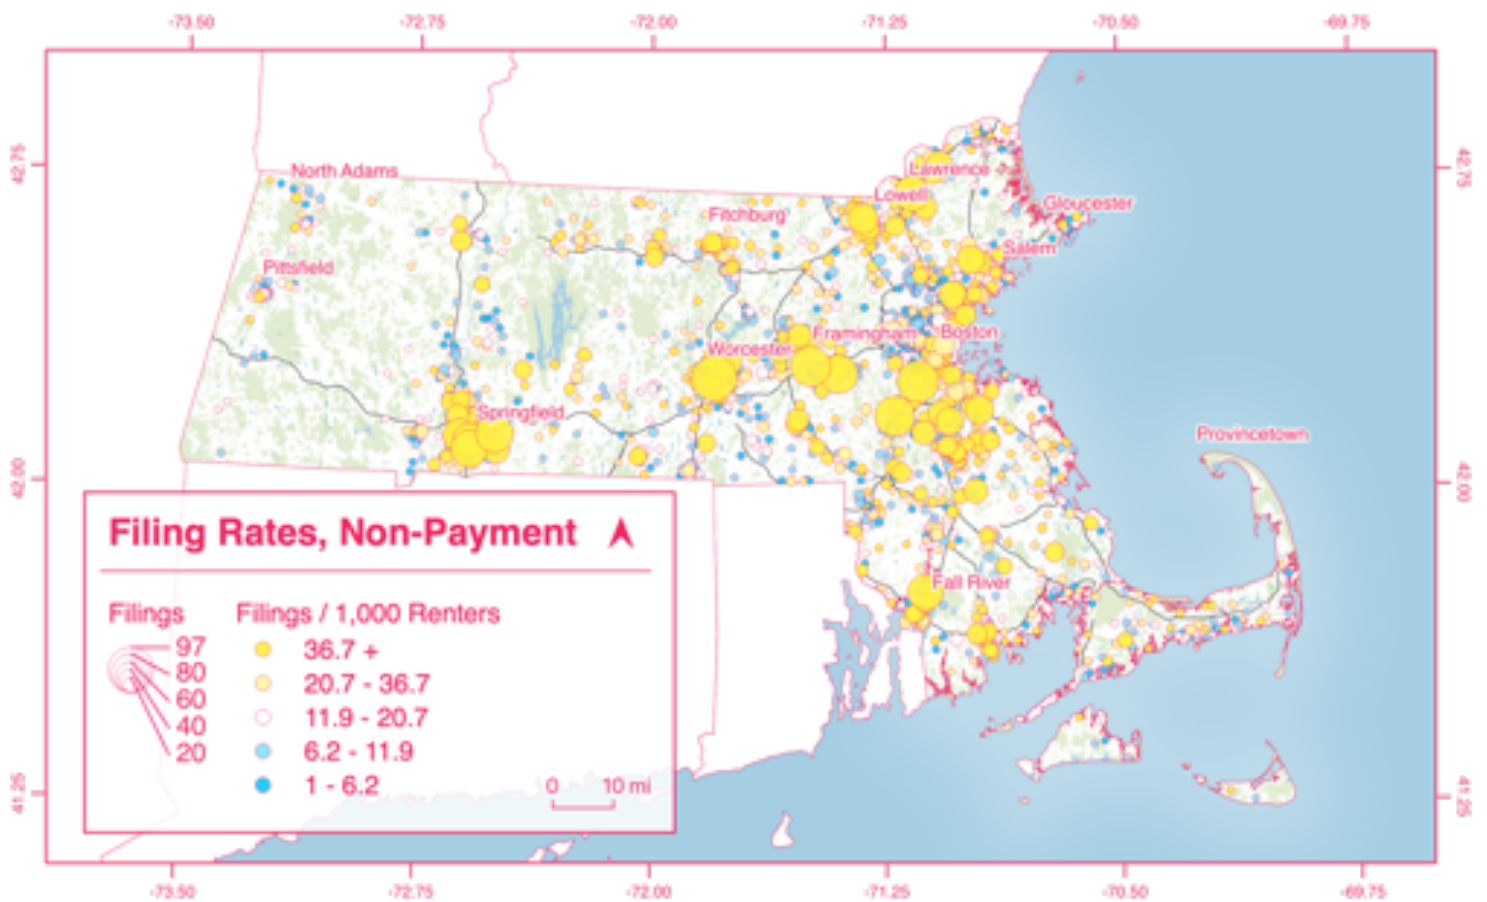 -73.50 -72.75 -72.00 -71.25 -70.50 -69.75
42.75 42.75
North Adams
Lawrence
Lowell
Gloucester
Fitchburg
Salem
Pittsfield
Framingham Boston
Worcester
Springfield
Provincetown
42.00 42.00
Filing Rates, Non-Payment
Fall River
Filings Filings / 1,000 Renters
97 36.7 +
80 20.7 - 36.7
60 11.9 - 20.7
40 6.2 - 11.9
20 1 - 6.2
0 10 mi
41.25 41.25
-73.50 -72.75 -72.00 -71.25 -70.50 -69.75